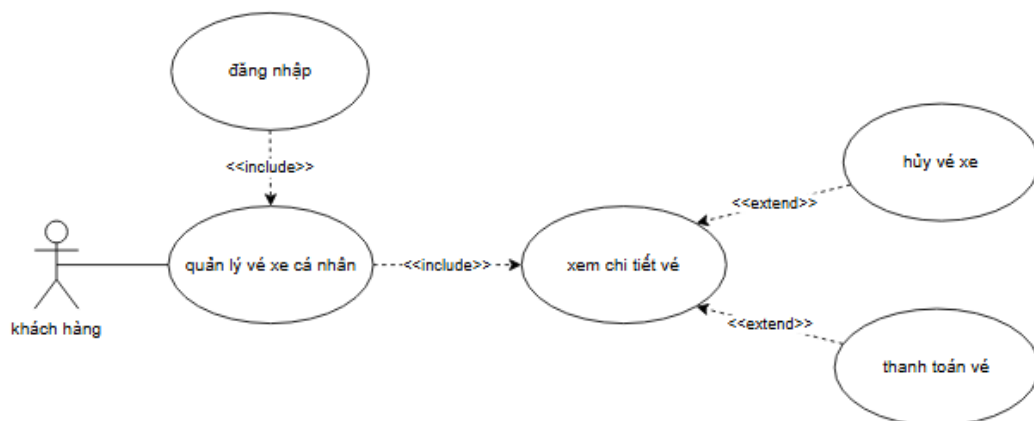 đăng nhập
<<include>>
hủy vé xe
<<extend>>
quản lý vé xe cá nhân
<<include>>
xem chi tiết vé
khách hàng
<<extend>>
thanh toán vé